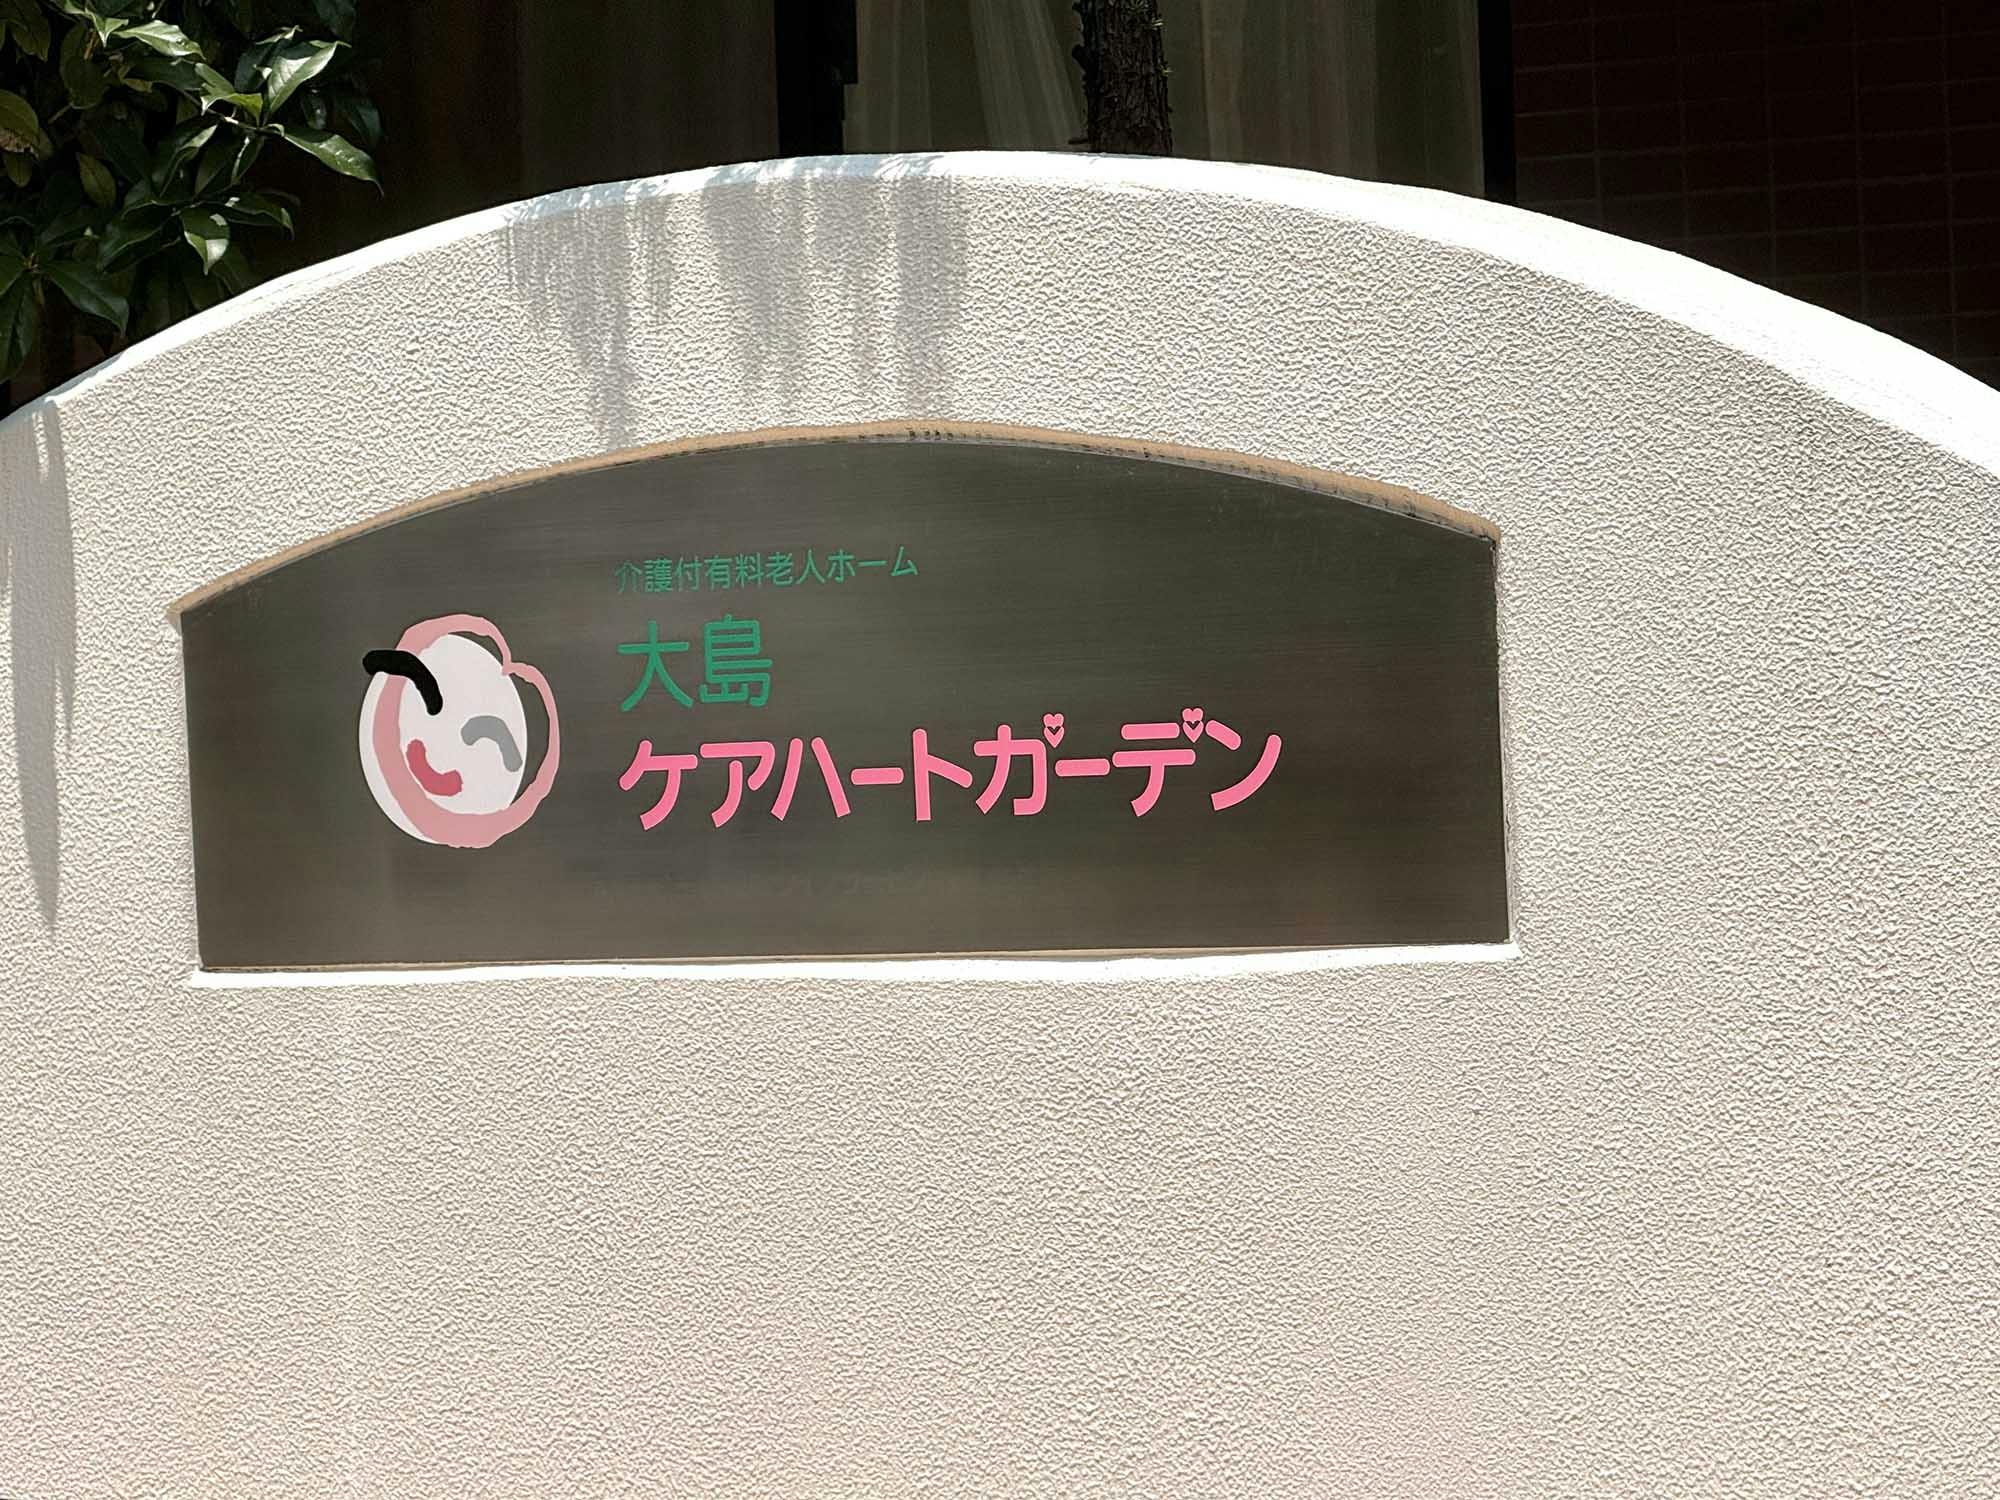 介護付有料老人ホーム
大島
ケアハートガーデン